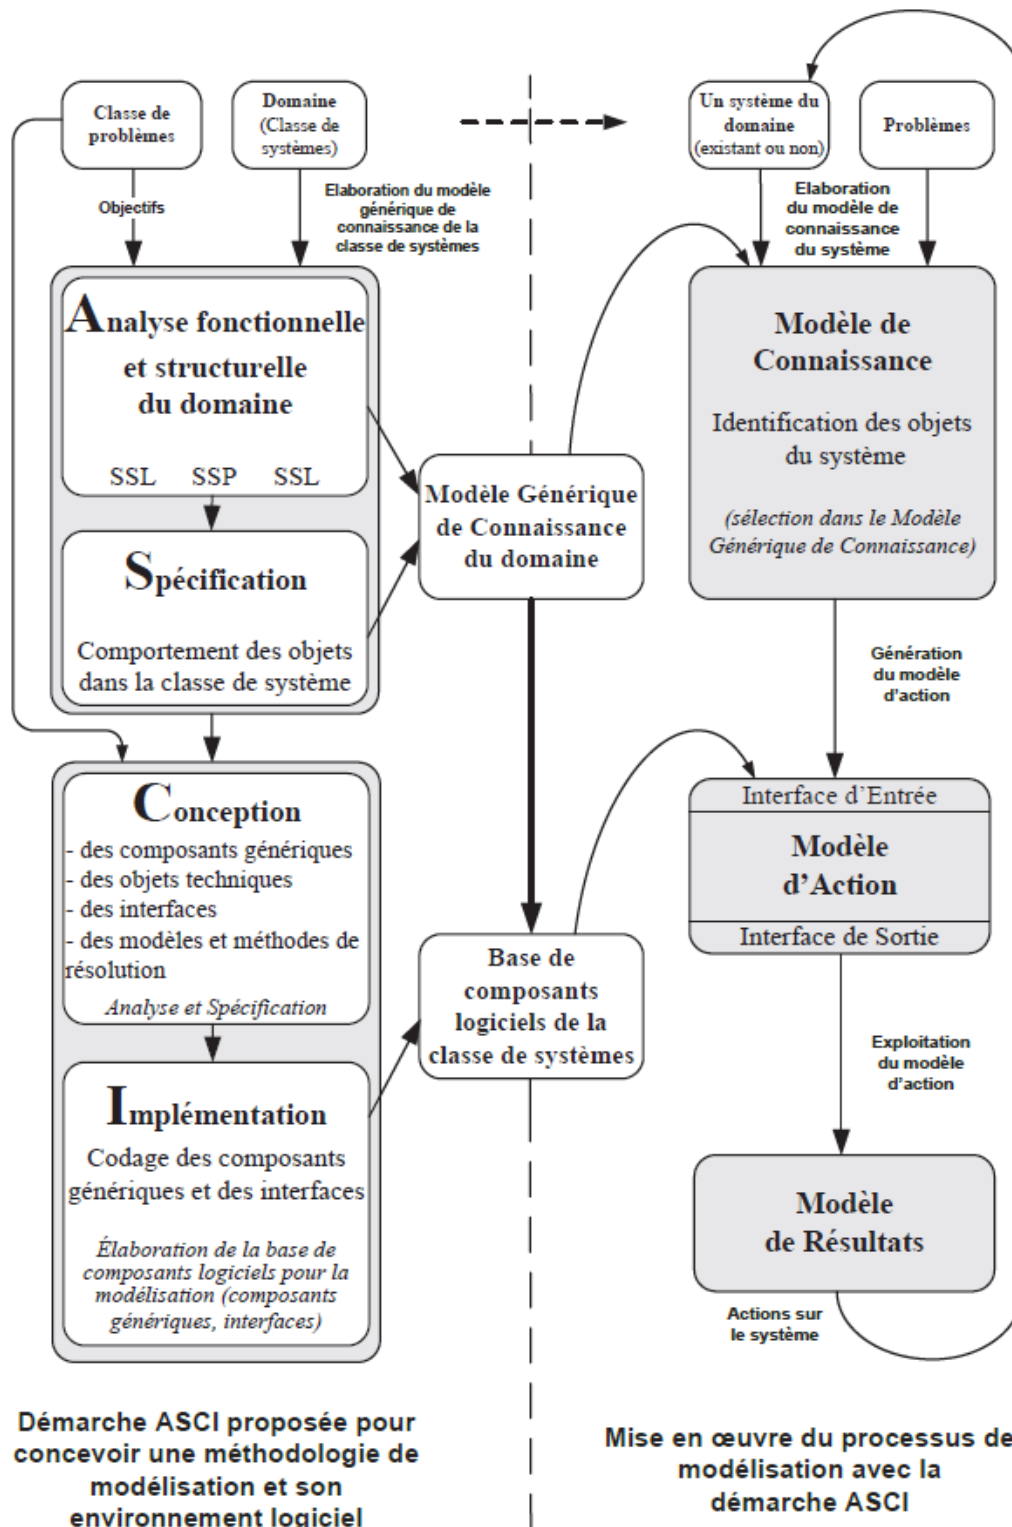 Classe de
problèmes
Domaine
(Classe de
systèmes)
Objectifs
Elaboration du modèle
générique de
connaissance de la
classe de systèmes
Analyse fonctionnelle
et structurelle
du domaine
SSL SSP SSL
Spécification
Comportement des objets
dans la classe de système
Conception
- des composants génériques
- des objets techniques
- des interfaces
- des modèles et méthodes de
résolution
Analyse et Spécification
Implémentation
Codage des composants
génériques et des interfaces
Élaboration de la base de
composants logiciels pour la
modélisation (composants
génériques, interfaces)
Modèle Générique
de Connaissance
du domaine
Base de
composants
logiciels de la
classe de systèmes
Un système du
domaine
(existant ou non)
Problèmes
Elaboration
du modèle de
connaissance
du système
Modèle de
Connaissance
Identification des objets
du système
(sélection dans le Modèle
Générique de Connaissance)
Génération
du modèle
d'action
Interface d'Entrée
Modèle
d'Action
Interface de Sortie
Exploitation
du modèle
d'action
Modèle
de Résultats
Actions sur
le système
Démarche ASCI proposée pour
concevoir une méthodologie de
modélisation et son
environnement logiciel
Mise en œuvre du processus de
modélisation avec la
démarche ASCI